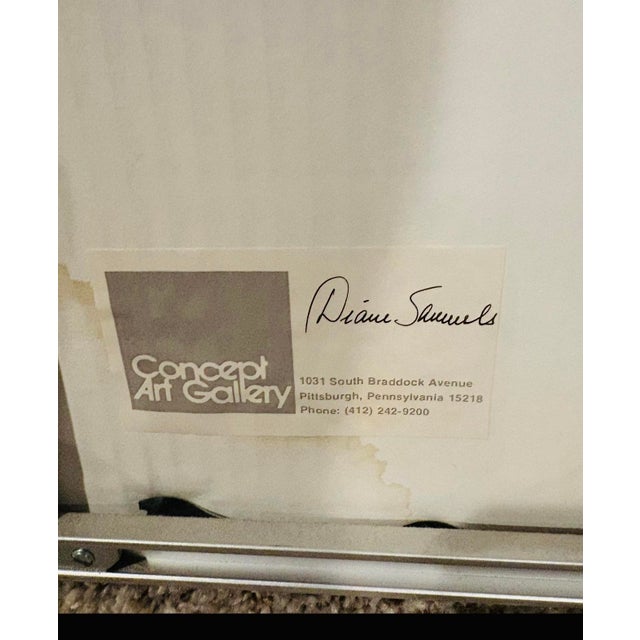 Diane Samuels
Concept
Art Gallery
1031 South Braddock Avenue
Pittsburgh, Pennsylvania 15218
Phone: (412) 242-9200